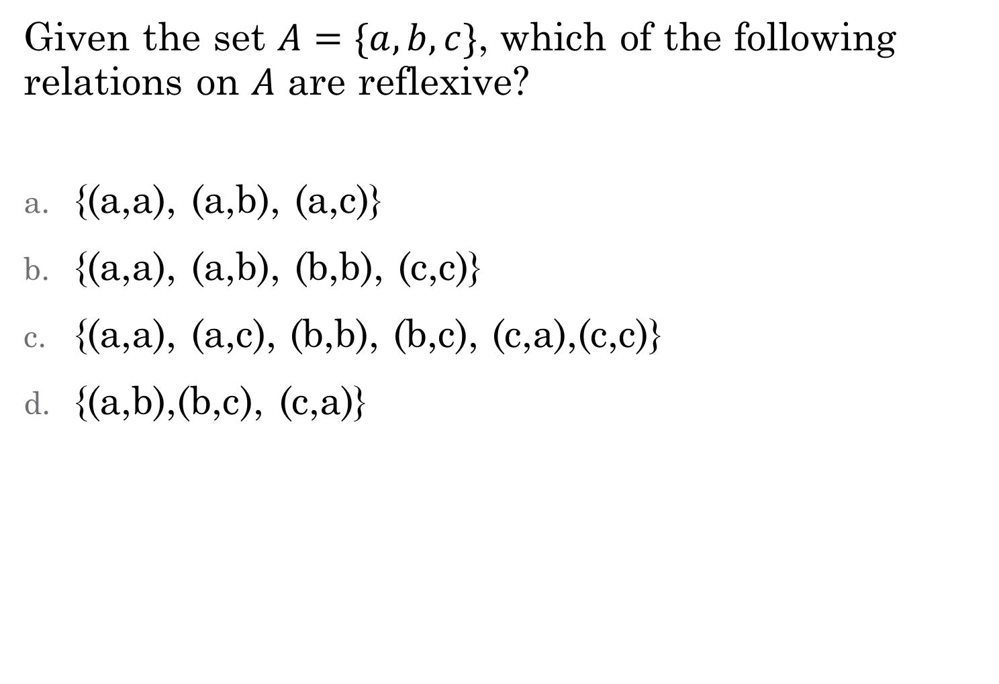 Given the set A = {a, b, c}, which of the following
relations on A are reflexive?
a. {(a,a), (a,b), (a,c)}
b. {(a,a), (a,b), (b,b), (c,c)}
c. {(a,a), (a,c), (b,b), (b,c), (c,a),(c,c)}
d. {(a,b),(b,c), (c,a)}